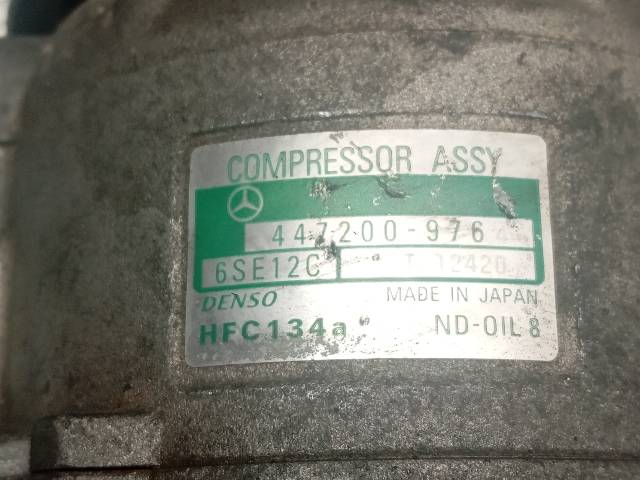 COMPRESSOR ASSY
447200-976
6SE12C
DENSO MADE IN JAPAN
HFC134a ND-OIL 8